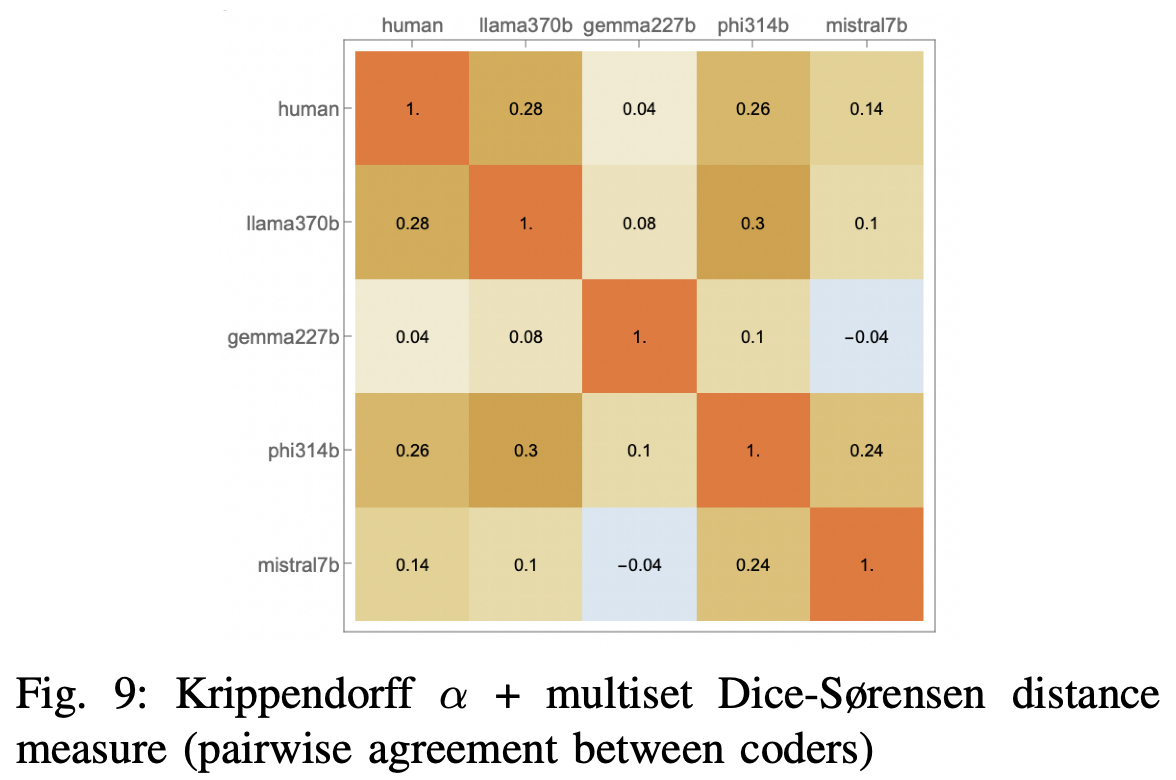 human llama370b gemma227b phi314b mistral7b
human 1. 0.28 0.04 0.26 0.14
llama370b 0.28 1. 0.08 0.3 0.1
gemma227b 0.04 0.08 1. 0.1 −0.04
phi314b 0.26 0.3 0.1 1. 0.24
mistral7b 0.14 0.1 −0.04 0.24 1.
Fig. 9: Krippendorff α + multiset Dice-Sørensen distance
measure (pairwise agreement between coders)